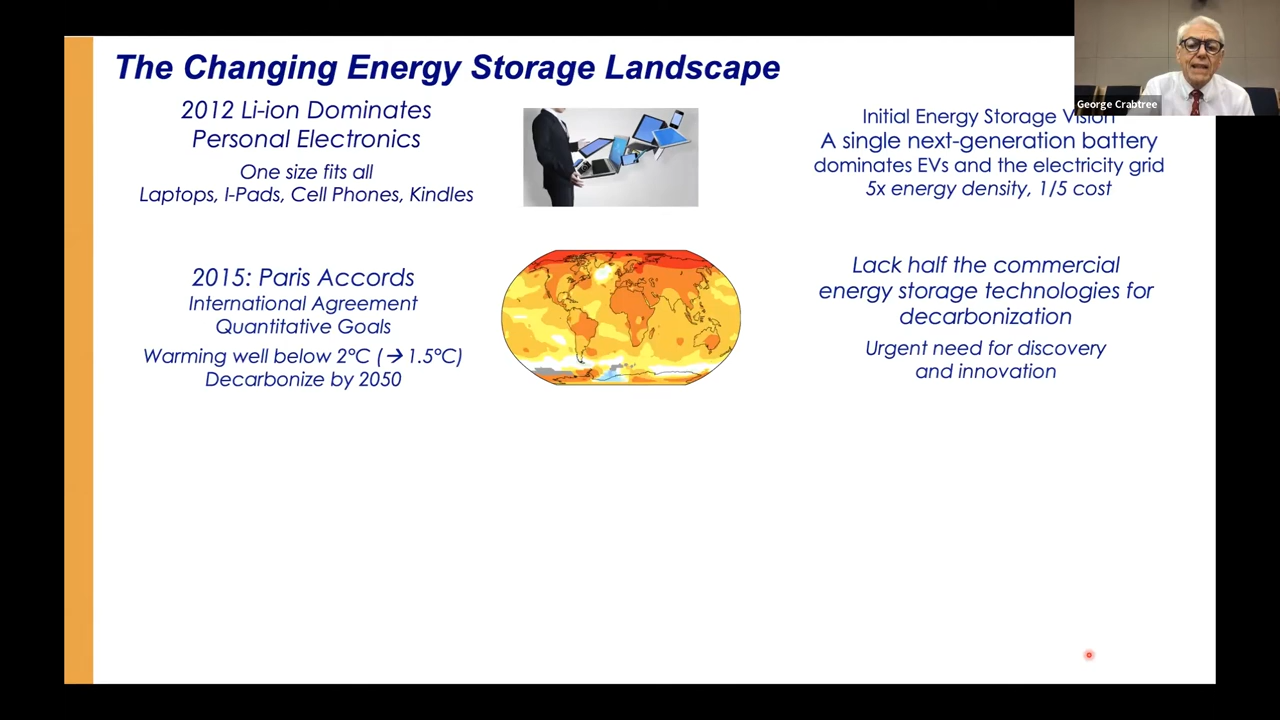 The Changing Energy Storage Landscape
2012 Li-ion Dominates
Personal Electronics
One size fits all
Laptops, I-Pads, Cell Phones, Kindles
George Crabtree
Initial Energy Storage Vision
A single next-generation battery
dominates EVs and the electricity grid
5x energy density, 1/5 cost
2015: Paris Accords
International Agreement
Quantitative Goals
Warming well below 2°C (→ 1.5°C)
Decarbonize by 2050
Lack half the commercial
energy storage technologies for
decarbonization
Urgent need for discovery
and innovation